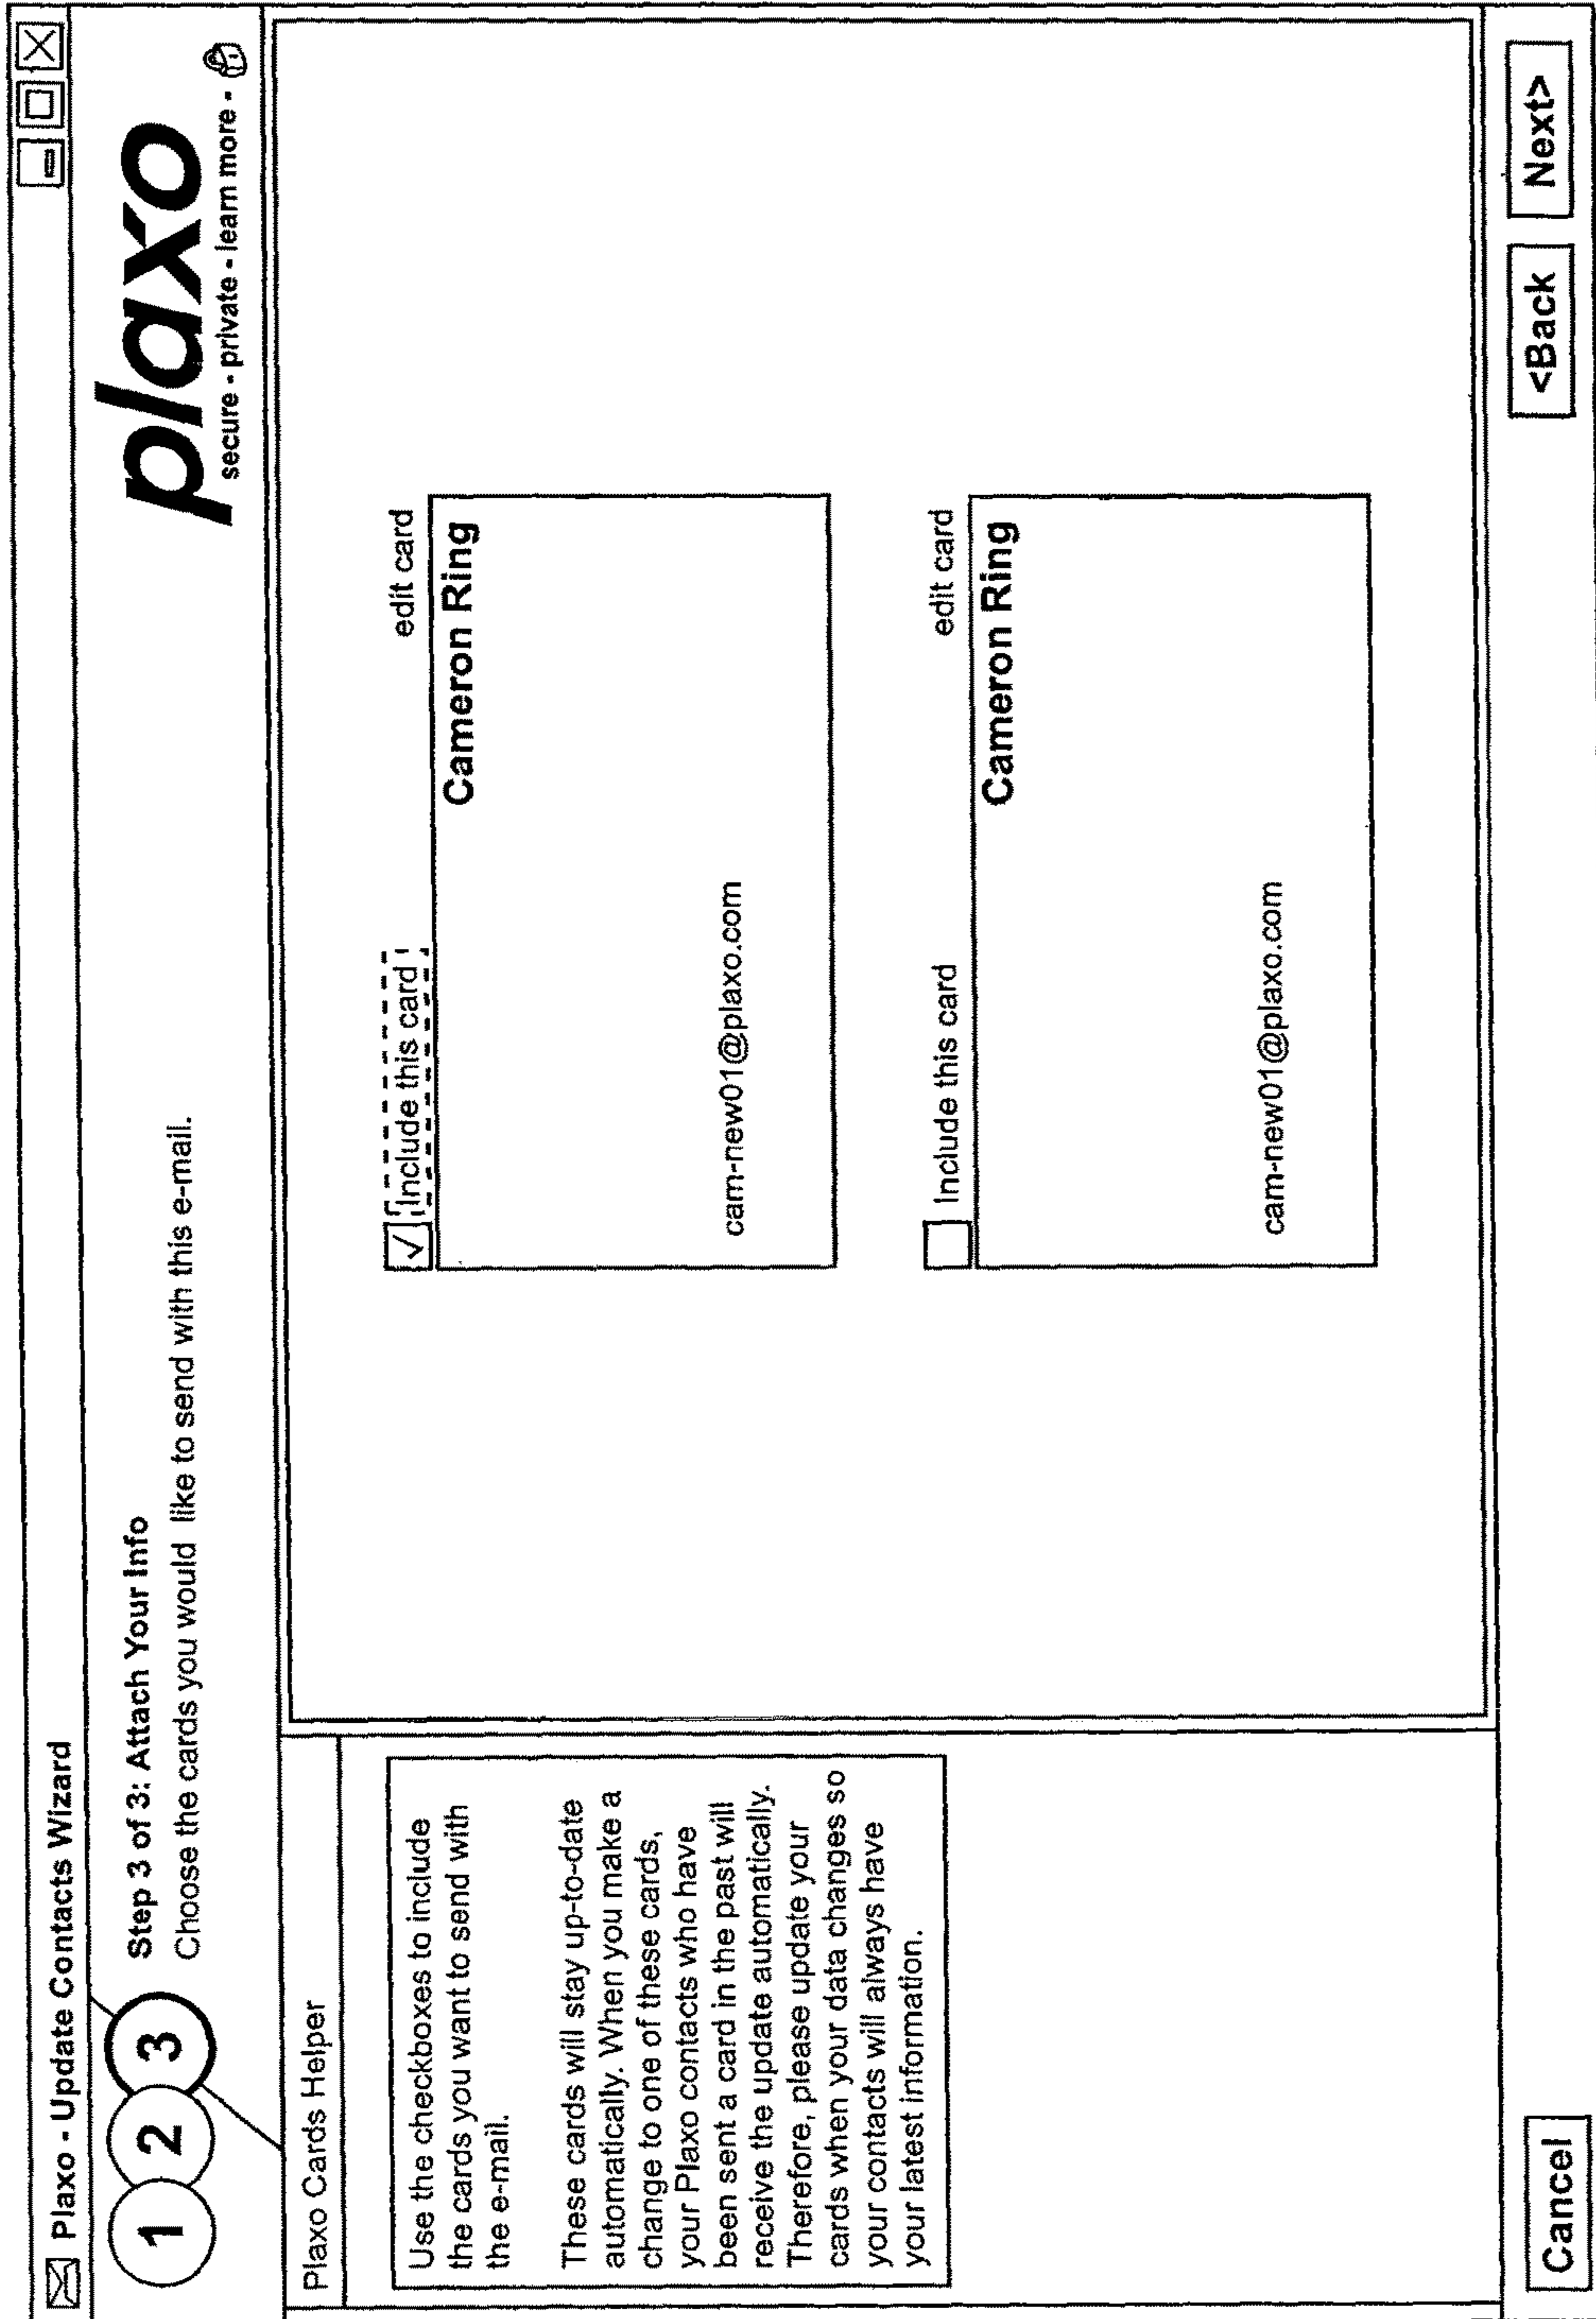 Plaxo - Update Contacts Wizard
1 2 3
Step 3 of 3: Attach Your Info
Choose the cards you would like to send with this e-mail.
plaxo
secure - private - learn more -
Plaxo Cards Helper
Use the checkboxes to include
the cards you want to send with
the e-mail.
These cards will stay up-to-date
automatically. When you make a
change to one of these cards,
your Plaxo contacts who have
been sent a card in the past will
receive the update automatically.
Therefore, please update your
cards when your data changes so
your contacts will always have
your latest information.
Include this card edit card
Cameron Ring
cam-new01@plaxo.com
Include this card edit card
Cameron Ring
cam-new01@plaxo.com
Cancel <Back Next>